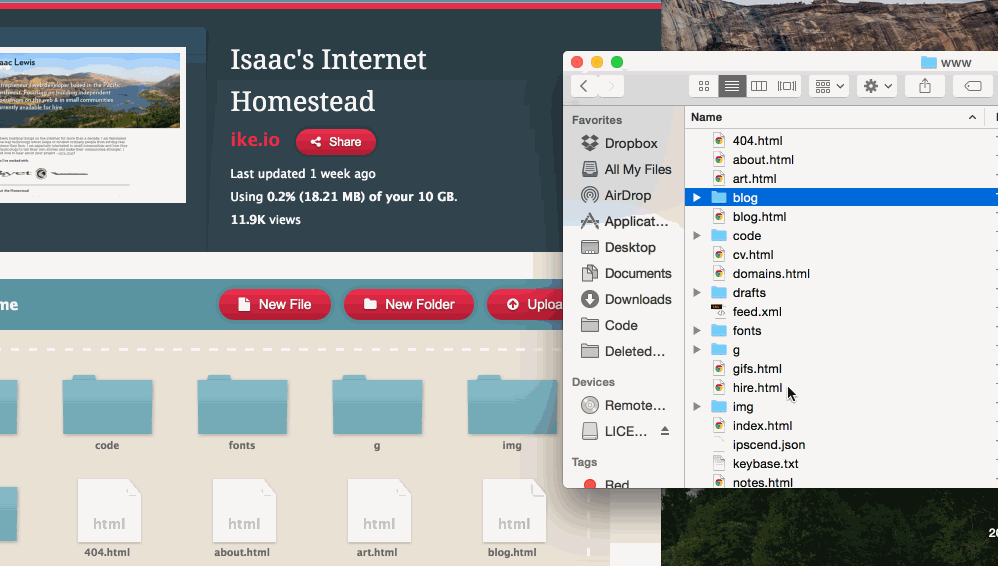 Isaac's Internet
Homestead
ike.io
Share
Last updated 1 week ago
Using 0.2% (18.21 MB) of your 10 GB.
11.9K views
aac Lewis
me
New File
New Folder
Uploa
code
fonts
g
img
html
html
html
html
404.html
about.html
art.html
blog.html
www
Favorites
Dropbox
All My Files
AirDrop
Applicat…
Desktop
Documents
Downloads
Code
Deleted…
Devices
Remote…
LICE…
Tags
Red
Name
404.html
about.html
art.html
blog
blog.html
code
cv.html
domains.html
drafts
feed.xml
fonts
g
gifs.html
hire.html
img
index.html
ipscend.json
keybase.txt
notes.html
20